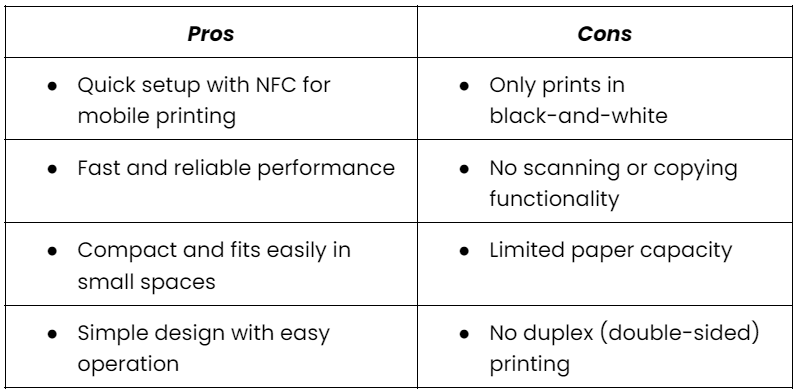 Pros
Cons
● Quick setup with NFC for
mobile printing
● Only prints in
black-and-white
● Fast and reliable performance
● No scanning or copying
functionality
● Compact and fits easily in
small spaces
● Limited paper capacity
● Simple design with easy
operation
● No duplex (double-sided)
printing